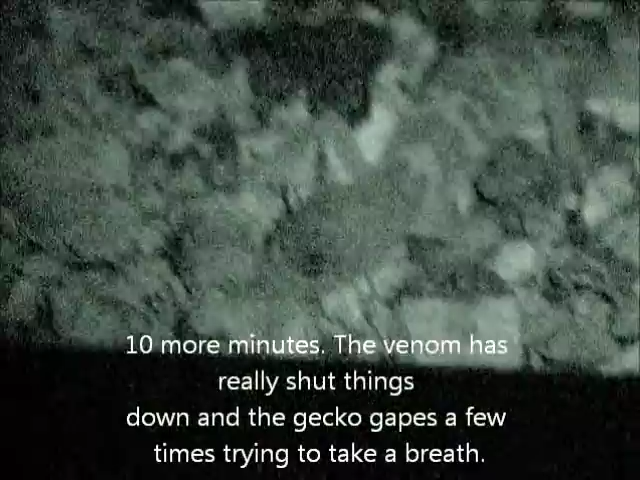 10 more minutes. The venom has
really shut things
down and the gecko gapes a few
times trying to take a breath.